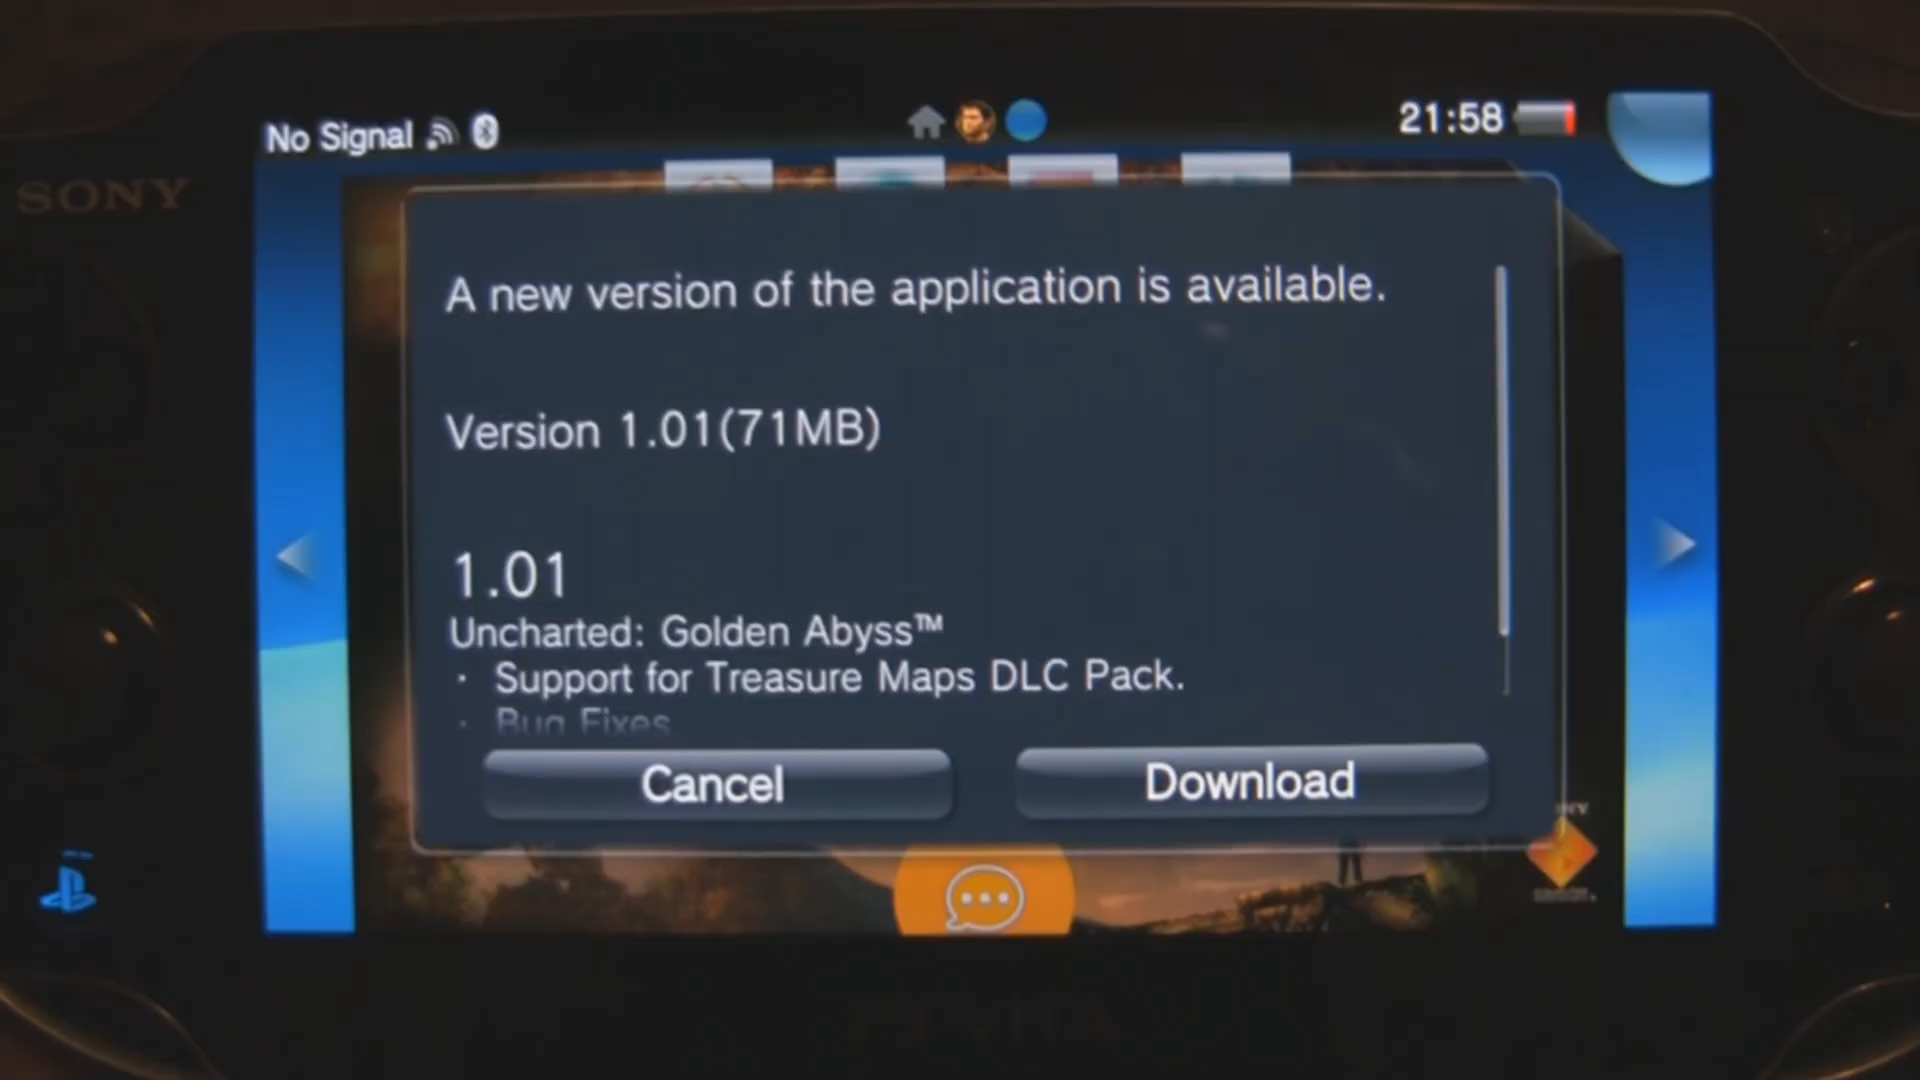 No Signal
21:58
SONY
A new version of the application is available.
Version 1.01(71MB)
1.01
Uncharted: Golden Abyss™
· Support for Treasure Maps DLC Pack.
· Bug Fixes.
Cancel
Download
PSVITA